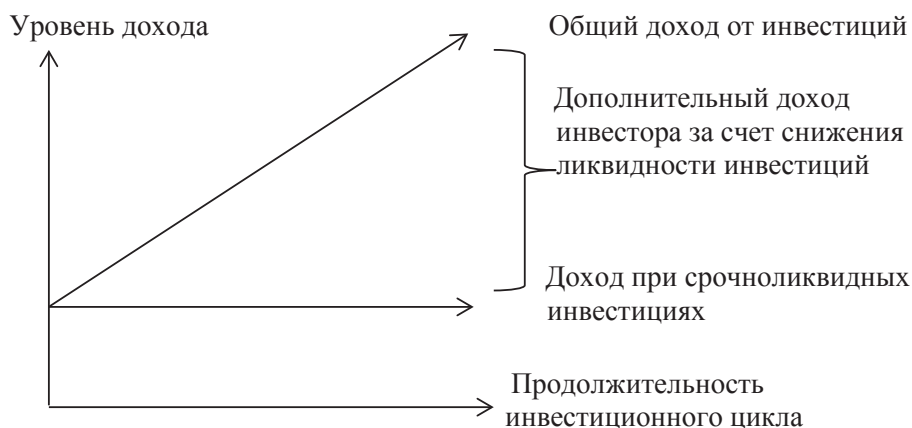 Уровень дохода
Общий доход от инвестиций
Дополнительный доход
инвестора за счет снижения
ликвидности инвестиций
Доход при срочноликвидных
инвестициях
Продолжительность
инвестиционного цикла